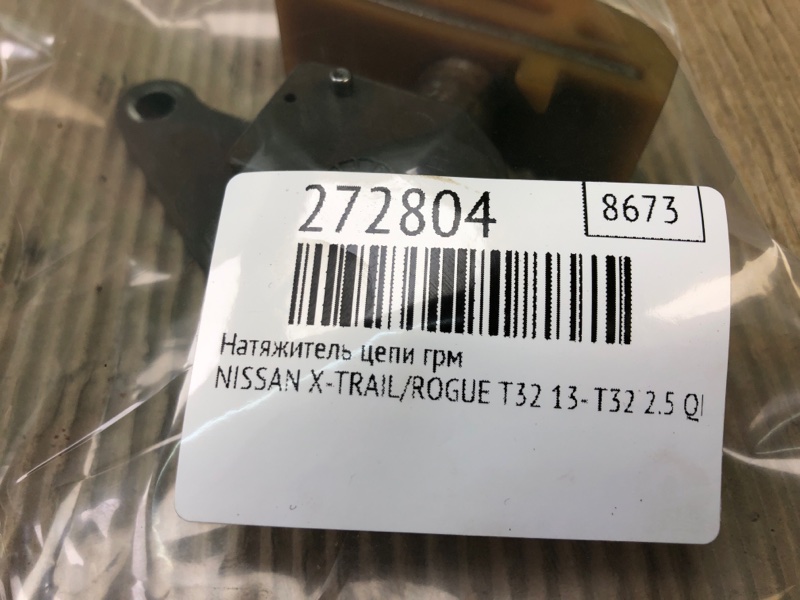 272804
8673
Натяжитель цепи грм
NISSAN X-TRAIL/ROGUE T32 13- T32 2.5